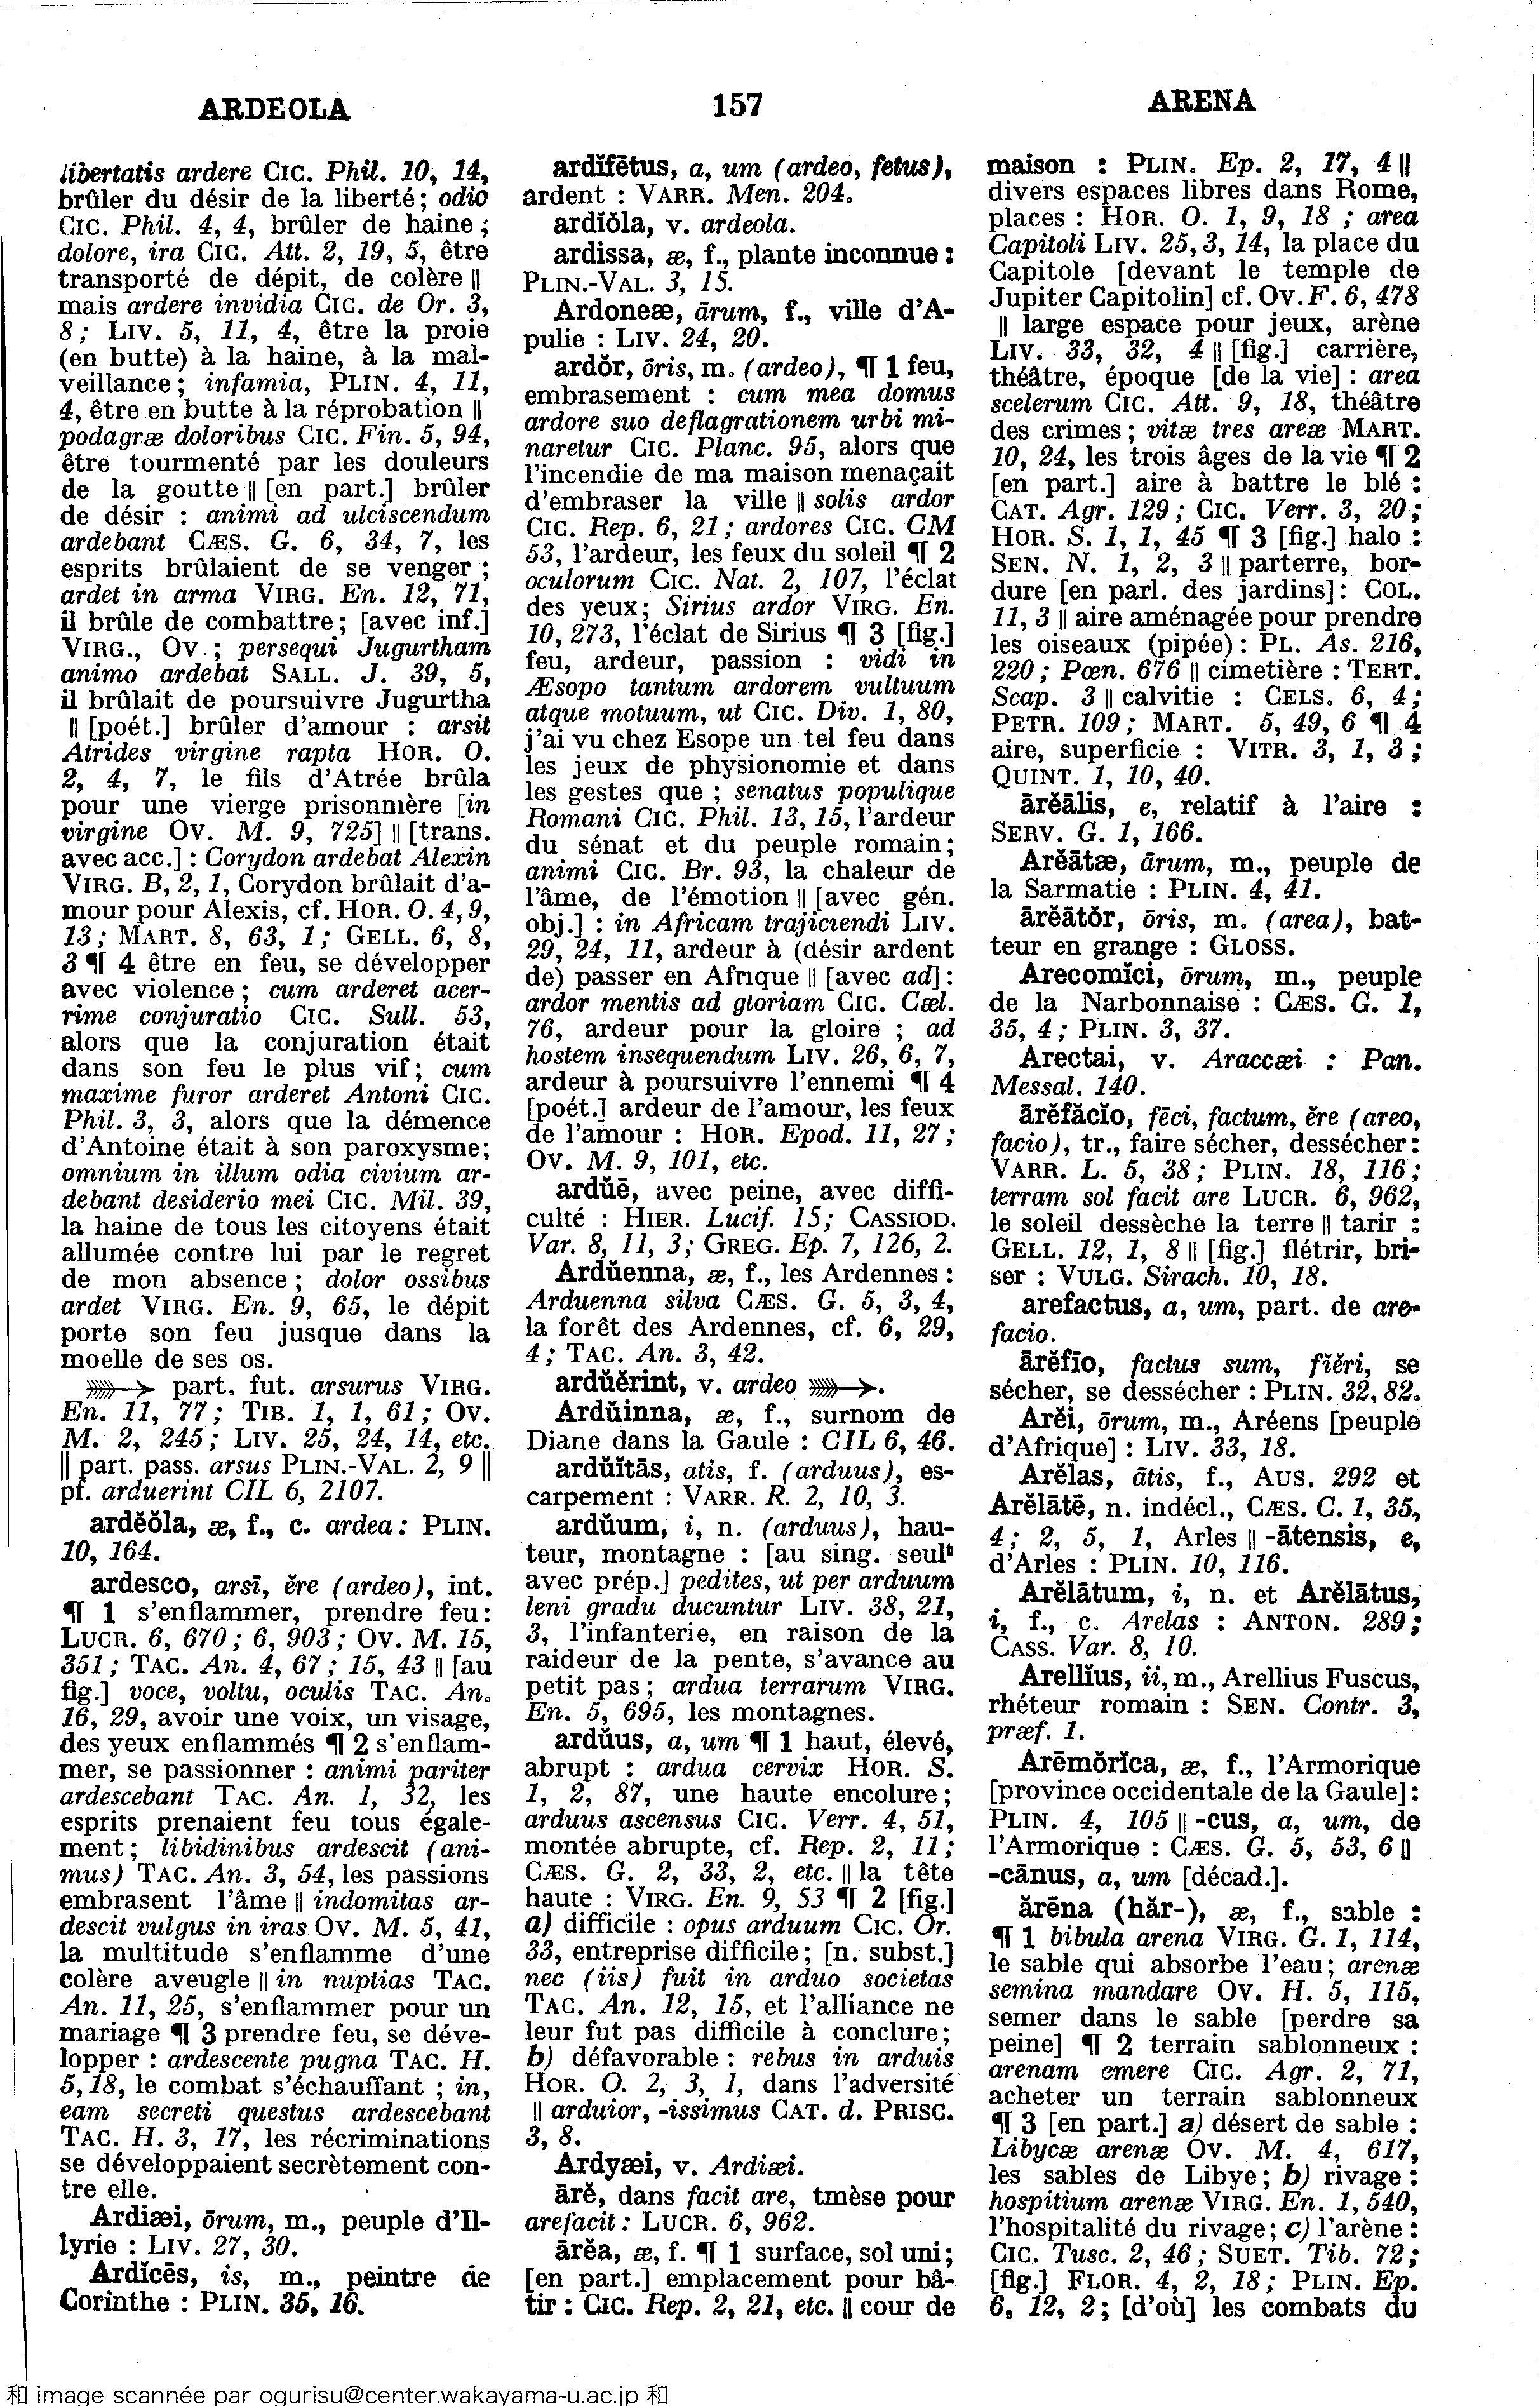 ARDEOLA
157
ARENA
libertatis ardere CIC. Phil. 10, 14,
brûler du désir de la liberté; odio
CIC. Phil. 4, 4, brûler de haine;
dolore, ira CIC. Att. 2, 19, 5, être
transporté de dépit, de colère ||
mais ardere invidia CIC. de Or. 3,
8; LIV. 5, 11, 4, être la proie
(en butte) à la haine, à la mal-
veillance; infamia, PLIN. 4, 11,
4, être en butte à la réprobation ||
podagræ doloribus CIC. Fin. 5, 94,
être tourmenté par les douleurs
de la goutte || [en part.] brûler
de désir : animi ad ulciscendum
ardebant CÆS. G. 6, 34, 7, les
esprits brûlaient de se venger ;
ardet in arma VIRG. En. 12, 71,
il brûle de combattre; [avec inf.]
VIRG., OV.; persequi Jugurtham
animo ardebat SALL. J. 39, 5,
il brûlait de poursuivre Jugurtha
|| [poét.] brûler d'amour : arsit
Atrides virgine rapta HOR. O.
2, 4, 7, le fils d'Atrée brûla
pour une vierge prisonnière [in
virgine OV. M. 9, 725] || [trans.
avec acc.] : Corydon ardebat Alexin
VIRG. B, 2, 1, Corydon brûlait d'a-
mour pour Alexis, cf. HOR. O. 4, 9,
13; MART. 8, 63, 1; GELL. 6, 8,
3 ¶ 4 être en feu, se développer
avec violence; cum arderet acer-
rime conjuratio CIC. Sull. 53,
alors que la conjuration était
dans son feu le plus vif; cum
maxime furor arderet Antoni CIC.
Phil. 3, 3, alors que la démence
d'Antoine était à son paroxysme;
omnium in illum odia civium ar-
debant desiderio mei CIC. Mil. 39,
la haine de tous les citoyens était
allumée contre lui par le regret
de mon absence; dolor ossibus
ardet VIRG. En. 9, 65, le dépit
porte son feu jusque dans la
moelle de ses os.
➳ part. fut. arsurus VIRG.
En. 11, 77; TIB. 1, 1, 61; OV.
M. 2, 245; LIV. 25, 24, 14, etc.
|| part. pass. arsus PLIN.-VAL. 2, 9 ||
pf. arduerint CIL 6, 2107.
ardĕŏla, æ, f., c. ardea: PLIN.
10, 164.
ardesco, arsī, ĕre (ardeo), int.
¶ 1 s'enflammer, prendre feu:
LUCR. 6, 670; 6, 903; OV. M. 15,
351; TAC. An. 4, 67; 15, 43 || [au
fig.] voce, voltu, oculis TAC. An.
16, 29, avoir une voix, un visage,
des yeux enflammés ¶ 2 s'enflam-
mer, se passionner : animi pariter
ardescebant TAC. An. 1, 32, les
esprits prenaient feu tous égale-
ment; libidinibus ardescit (ani-
mus) TAC. An. 3, 54, les passions
embrasent l'âme || indomitas ar-
descit vulgus in iras OV. M. 5, 41,
la multitude s'enflamme d'une
colère aveugle || in nuptias TAC.
An. 11, 25, s'enflammer pour un
mariage ¶ 3 prendre feu, se déve-
lopper : ardescente pugna TAC. H.
5, 18, le combat s'échauffant ; in,
eam secreti questus ardescebant
TAC. H. 3, 17, les récriminations
se développaient secrètement con-
tre elle.
Ardiæi, ōrum, m., peuple d'Il-
lyrie : LIV. 27, 30.
Ardĭcēs, is, m., peintre de
Corinthe : PLIN. 35, 16.
ardĭfētus, a, um (ardeo, fetus),
ardent : VARR. Men. 204.
ardĭŏla, v. ardeola.
ardissa, æ, f., plante inconnue :
PLIN.-VAL. 3, 15.
Ardoneæ, ārum, f., ville d'A-
pulie : LIV. 24, 20.
ardŏr, ōris, m. (ardeo), ¶ 1 feu,
embrasement : cum mea domus
ardore suo deflagrationem urbi mi-
naretur CIC. Planc. 95, alors que
l'incendie de ma maison menaçait
d'embraser la ville || solis ardor
CIC. Rep. 6, 21; ardores CIC. CM
53, l'ardeur, les feux du soleil ¶ 2
oculorum CIC. Nat. 2, 107, l'éclat
des yeux; Sirius ardor VIRG. En.
10, 273, l'éclat de Sirius ¶ 3 [fig.]
feu, ardeur, passion : vidi in
Æsopo tantum ardorem vultuum
atque motuum, ut CIC. Div. 1, 80,
j'ai vu chez Esope un tel feu dans
les jeux de physionomie et dans
les gestes que ; senatus populique
Romani CIC. Phil. 13, 15, l'ardeur
du sénat et du peuple romain;
animi CIC. Br. 93, la chaleur de
l'âme, de l'émotion || [avec gén.
obj.] : in Africam trajiciendi LIV.
29, 24, 11, ardeur à (désir ardent
de) passer en Afrique || [avec ad] :
ardor mentis ad gloriam CIC. Cæl.
76, ardeur pour la gloire ; ad
hostem insequendum LIV. 26, 6, 7,
ardeur à poursuivre l'ennemi ¶ 4
[poét.] ardeur de l'amour, les feux
de l'amour : HOR. Epod. 11, 27;
OV. M. 9, 101, etc.
ardŭē, avec peine, avec diffi-
culté : HIER. Lucif. 15; CASSIOD.
Var. 8, 11, 3; GREG. Ep. 7, 126, 2.
Ardŭenna, æ, f., les Ardennes :
Arduenna silva CÆS. G. 5, 3, 4,
la forêt des Ardennes, cf. 6, 29,
4; TAC. An. 3, 42.
ardŭĕrint, v. ardeo ➳.
Ardŭinna, æ, f., surnom de
Diane dans la Gaule : CIL 6, 46.
ardŭĭtās, atis, f. (arduus), es-
carpement : VARR. R. 2, 10, 3.
ardŭum, i, n. (arduus), hau-
teur, montagne : [au sing. seulᵗ
avec prép.] pedites, ut per arduum
leni gradu ducuntur LIV. 38, 21,
3, l'infanterie, en raison de la
raideur de la pente, s'avance au
petit pas; ardua terrarum VIRG.
En. 5, 695, les montagnes.
ardŭus, a, um ¶ 1 haut, élevé,
abrupt : ardua cervix HOR. S.
1, 2, 87, une haute encolure;
arduus ascensus CIC. Verr. 4, 51,
montée abrupte, cf. Rep. 2, 11;
CÆS. G. 2, 33, 2, etc. || la tête
haute : VIRG. En. 9, 53 ¶ 2 [fig.]
a) difficile : opus arduum CIC. Or.
33, entreprise difficile; [n. subst.]
nec (iis) fuit in arduo societas
TAC. An. 12, 15, et l'alliance ne
leur fut pas difficile à conclure;
b) défavorable : rebus in arduis
HOR. O. 2, 3, 1, dans l'adversité
|| arduior, -issimus CAT. d. PRISC.
3, 8.
Ardyæi, v. Ardiæi.
ārĕ, dans facit are, tmèse pour
arefacit : LUCR. 6, 962.
ārĕa, æ, f. ¶ 1 surface, sol uni;
[en part.] emplacement pour bâ-
tir : CIC. Rep. 2, 21, etc. || cour de
maison : PLIN. Ep. 2, 17, 4 ||
divers espaces libres dans Rome,
places : HOR. O. 1, 9, 18 ; area
Capitoli LIV. 25, 3, 14, la place du
Capitole [devant le temple de
Jupiter Capitolin] cf. OV. F. 6, 478
|| large espace pour jeux, arène
LIV. 33, 32, 4 || [fig.] carrière,
théâtre, époque [de la vie] : area
scelerum CIC. Att. 9, 18, théâtre
des crimes; vitæ tres areæ MART.
10, 24, les trois âges de la vie ¶ 2
[en part.] aire à battre le blé :
CAT. Agr. 129; CIC. Verr. 3, 20;
HOR. S. 1, 1, 45 ¶ 3 [fig.] halo :
SEN. N. 1, 2, 3 || parterre, bor-
dure [en parl. des jardins] : COL.
11, 3 || aire aménagée pour prendre
les oiseaux (pipée) : PL. As. 216,
220; Pœn. 676 || cimetière : TERT.
Scap. 3 || calvitie : CELS. 6, 4;
PETR. 109; MART. 5, 49, 6 ¶ 4
aire, superficie : VITR. 3, 1, 3;
QUINT. 1, 10, 40.
ārĕālis, e, relatif à l'aire :
SERV. G. 1, 166.
Arĕātæ, ārum, m., peuple de
la Sarmatie : PLIN. 4, 41.
ārĕātŏr, ōris, m. (area), bat-
teur en grange : GLOSS.
Arecomĭci, ōrum, m., peuple
de la Narbonnaise : CÆS. G. 1,
35, 4; PLIN. 3, 37.
Arectai, v. Araccæi : Pan.
Messal. 140.
ārĕfăcĭo, fēci, factum, ĕre (areo,
facio), tr., faire sécher, dessécher :
VARR. L. 5, 38; PLIN. 18, 116;
terram sol facit are LUCR. 6, 962,
le soleil dessèche la terre || tarir :
GELL. 12, 1, 8 || [fig.] flétrir, bri-
ser : VULG. Sirach. 10, 18.
arefactus, a, um, part. de are-
facio.
ārĕfīo, factus sum, fĭĕri, se
sécher, se dessécher : PLIN. 32, 82.
Arĕi, ōrum, m., Aréens [peuple
d'Afrique] : LIV. 33, 18.
Arĕlas, ātis, f., AUS. 292 et
Arĕlātē, n. indécl., CÆS. C. 1, 35,
4; 2, 5, 1, Arles || -ātensis, e,
d'Arles : PLIN. 10, 116.
Arĕlātum, i, n. et Arĕlātus,
i, f., c. Arelas : ANTON. 289;
CASS. Var. 8, 10.
Arellĭus, ii, m., Arellius Fuscus,
rhéteur romain : SEN. Contr. 3,
præf. 1.
Arēmŏrĭca, æ, f., l'Armorique
[province occidentale de la Gaule] :
PLIN. 4, 105 || -cus, a, um, de
l'Armorique : CÆS. G. 5, 53, 6 ||
-cānus, a, um [décad.].
ărēna (hăr-), æ, f., sable :
¶ 1 bibula arena VIRG. G. 1, 114,
le sable qui absorbe l'eau; arenæ
semina mandare OV. H. 5, 115,
semer dans le sable [perdre sa
peine] ¶ 2 terrain sablonneux :
arenam emere CIC. Agr. 2, 71,
acheter un terrain sablonneux
¶ 3 [en part.] a) désert de sable :
Libycæ arenæ OV. M. 4, 617,
les sables de Libye; b) rivage :
hospitium arenæ VIRG. En. 1, 540,
l'hospitalité du rivage; c) l'arène :
CIC. Tusc. 2, 46; SUET. Tib. 72;
[fig.] FLOR. 4, 2, 18; PLIN. Ep.
6, 12, 2; [d'où] les combats du
和 image scannée par ogurisu@center.wakayama-u.ac.jp 和